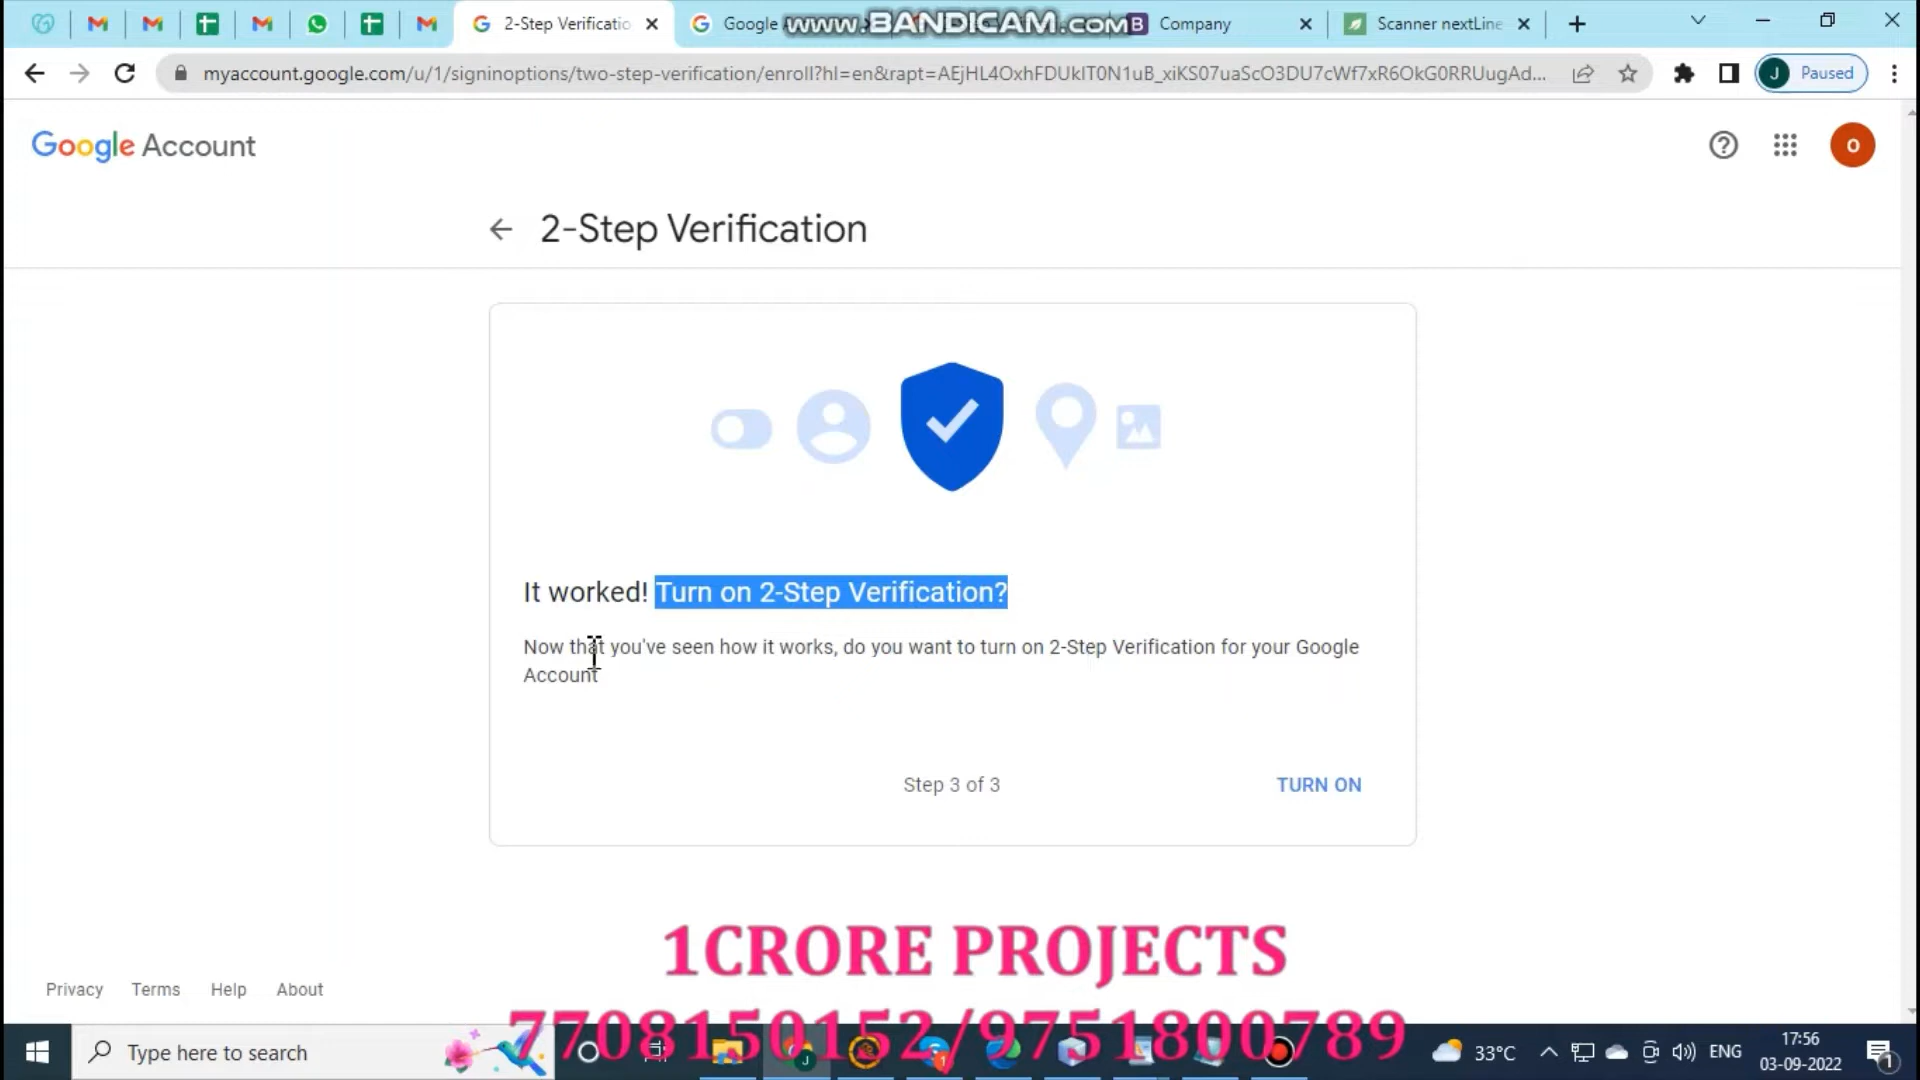 2-Step Verificatio
Google
www.BANDICAM.com
Company
Scanner nextLine
myaccount.google.com/u/1/signinoptions/two-step-verification/enroll?hl=en&rapt=AEjHL4OxhFDUkIT0N1uB_xiKS07uaScO3DU7cWf7xR6OkG0RRUugAd...
J
Paused
Google Account
o
2-Step Verification
It worked! Turn on 2-Step Verification?
Now that you've seen how it works, do you want to turn on 2-Step Verification for your Google
Account
Step 3 of 3
TURN ON
1CRORE PROJECTS
Privacy
Terms
Help
About
7708150152/9751800789
Type here to search
33°C
ENG
17:56
03-09-2022
1